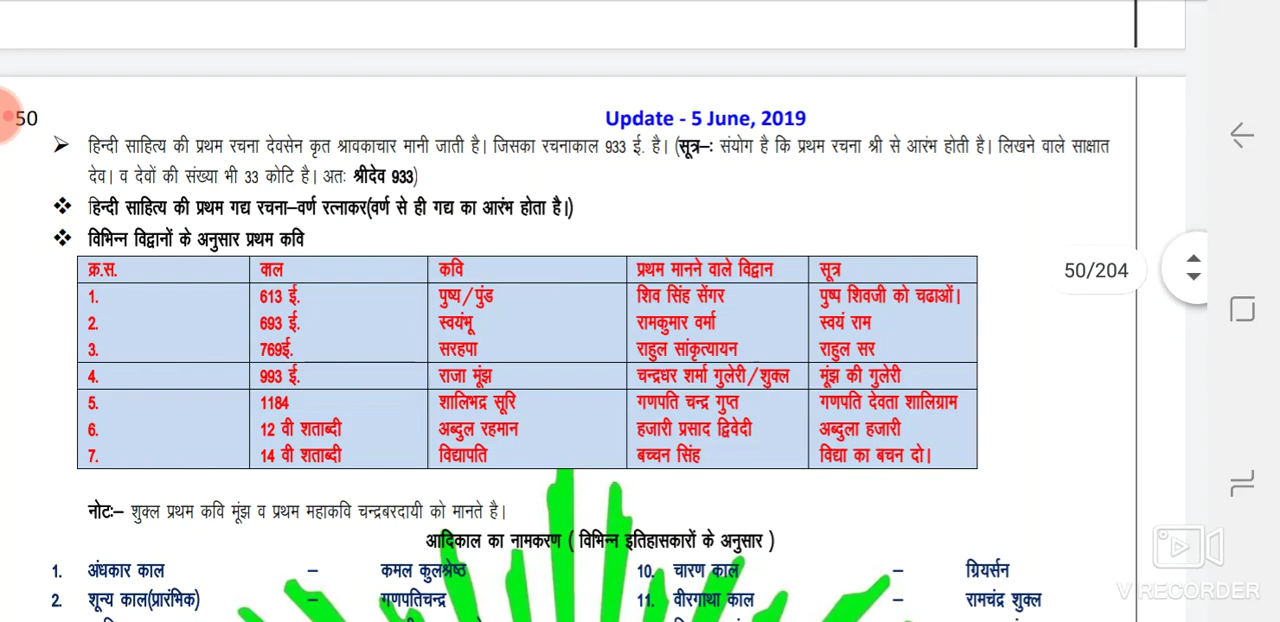 50
Update - 5 June, 2019
➢ हिन्दी साहित्य की प्रथम रचना देवसेन कृत श्रावकाचार मानी जाती है। जिसका रचनाकाल 933 ई. है। (सूत्र–: संयोग है कि प्रथम रचना श्री से आरंभ होती है। लिखने वाले साक्षात
देव। व देवों की संख्या भी 33 कोटि है। अतः श्रीदेव 933)
❖ हिन्दी साहित्य की प्रथम गद्य रचना–वर्ण रत्नाकर(वर्ण से ही गद्य का आरंभ होता है।)
❖ विभिन्न विद्वानों के अनुसार प्रथम कवि
क्र.स. काल कवि प्रथम मानने वाले विद्वान सूत्र
50/204
1. 613 ई. पुष्य/पुंड शिव सिंह सेंगर पुष्प शिवजी को चढाओं।
2. 693 ई. स्वयंभू रामकुमार वर्मा स्वयं राम
3. 769ई. सरहपा राहुल सांकृत्यायन राहुल सर
4. 993 ई. राजा मूंझ चन्द्रधर शर्मा गुलेरी/शुक्ल मूंझ की गुलेरी
5. 1184 शालिभद्र सूरि गणपति चन्द्र गुप्त गणपति देवता शालिग्राम
6. 12 वी शताब्दी अब्दुल रहमान हजारी प्रसाद द्विवेदी अब्दुला हजारी
7. 14 वी शताब्दी विद्यापति बच्चन सिंह विद्या का बचन दो।
नोटः– शुक्ल प्रथम कवि मूंझ व प्रथम महाकवि चन्द्रबरदायी को मानते है।
आदिकाल का नामकरण ( विभिन्न इतिहासकारों के अनुसार )
1. अंधकार काल – कमल कुलश्रेष्ठ 10. चारण काल – ग्रियर्सन
2. शून्य काल(प्रारंभिक) – गणपतिचन्द्र 11. वीरगाथा काल – रामचंद्र शुक्ल
V RECORDER